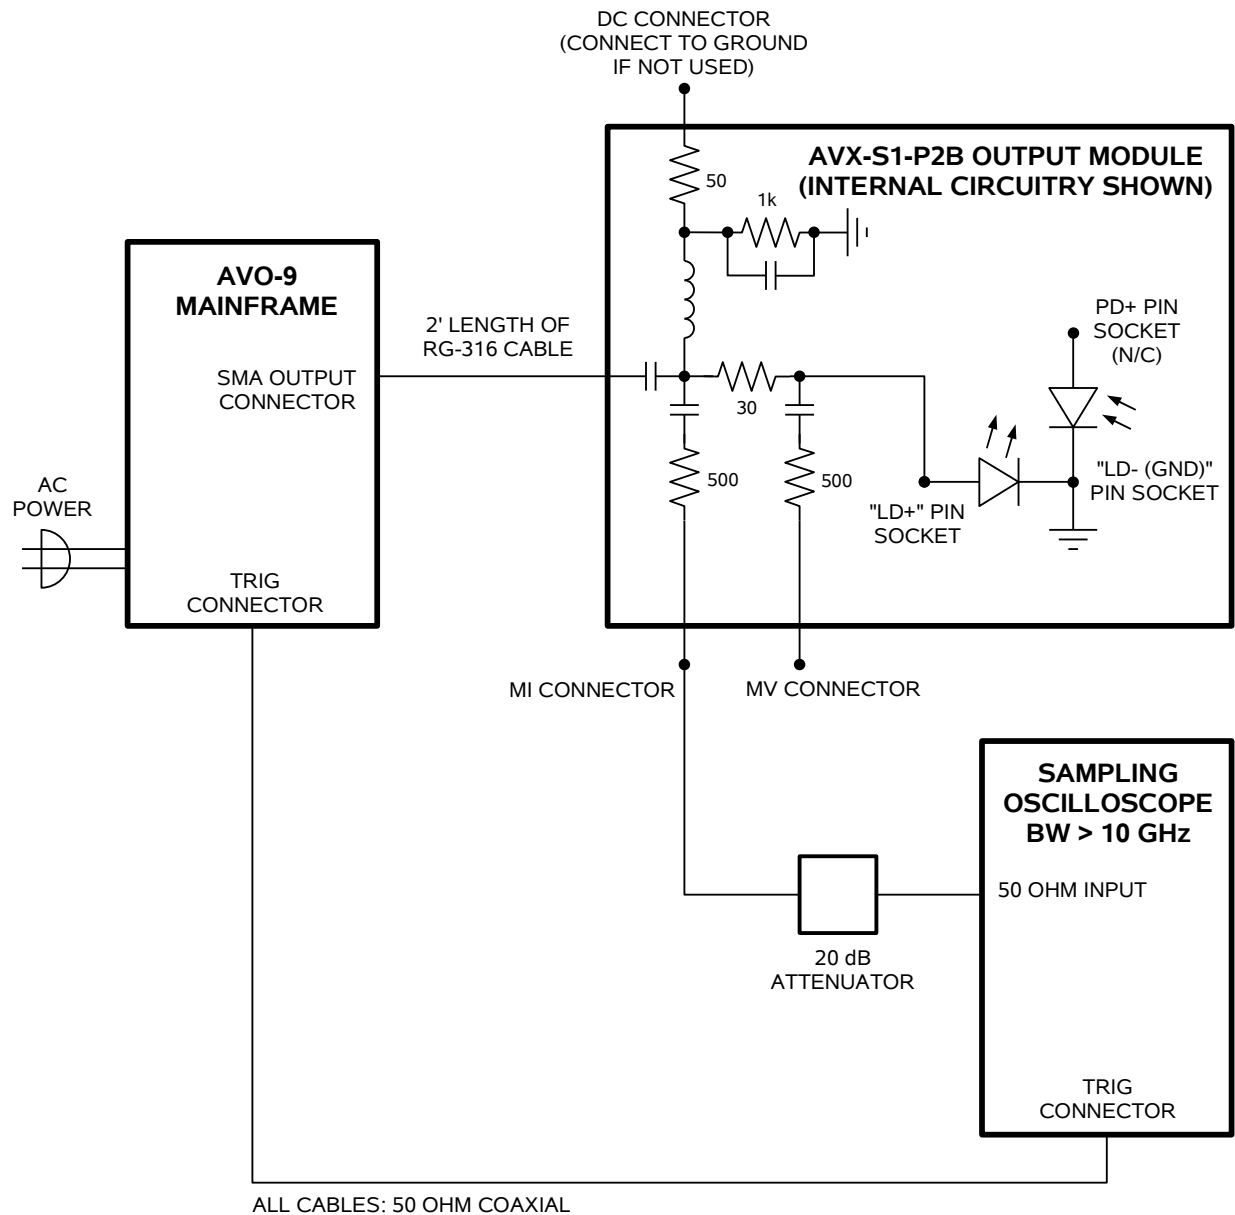 DC CONNECTOR
(CONNECT TO GROUND
IF NOT USED)
AVX-S1-P2B OUTPUT MODULE
(INTERNAL CIRCUITRY SHOWN)
50
1k
AVO-9
MAINFRAME
2' LENGTH OF
RG-316 CABLE
SMA OUTPUT
CONNECTOR
PD+ PIN
SOCKET
(N/C)
30
500
500
"LD+" PIN
SOCKET
"LD- (GND)"
PIN SOCKET
AC
POWER
TRIG
CONNECTOR
MI CONNECTOR
MV CONNECTOR
SAMPLING
OSCILLOSCOPE
BW > 10 GHz
50 OHM INPUT
20 dB
ATTENUATOR
TRIG
CONNECTOR
ALL CABLES: 50 OHM COAXIAL